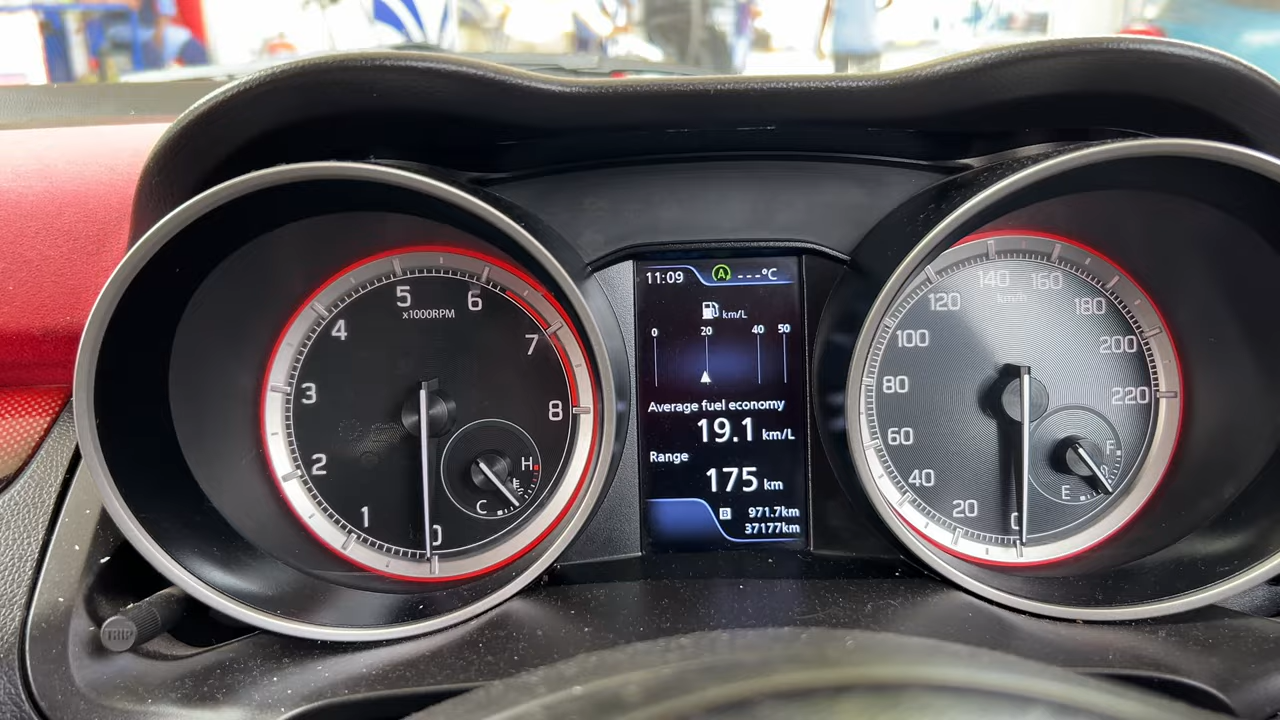 5
6
x1000RPM
4
7
3
8
2
H
C
1
0
11:09 A ---°C
km/L
0 20 40 50
Average fuel economy
19.1 km/L
Range
175 km
B 971.7km
37177km
140 160
km/h
120
180
100
200
80
220
60
F
40
E
20
0
TRIP